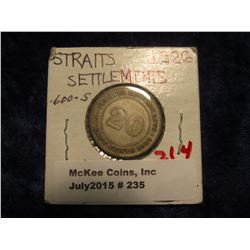 STRAITS 1926
SETTLEMENTS
.600-S
20
21.4
McKee Coins, Inc
July2015 # 235